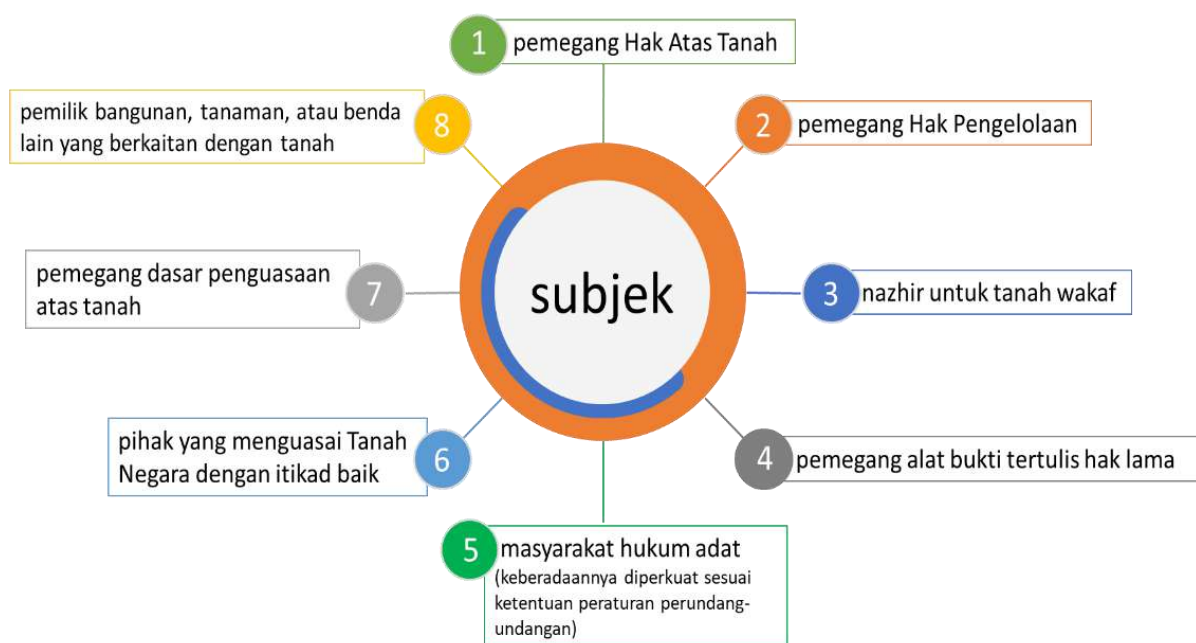 1 pemegang Hak Atas Tanah
2 pemegang Hak Pengelolaan
3 nazhir untuk tanah wakaf
4 pemegang alat bukti tertulis hak lama
5 masyarakat hukum adat
(keberadaannya diperkuat sesuai
ketentuan peraturan perundang-
undangan)
6 pihak yang menguasai Tanah
Negara dengan itikad baik
7 pemegang dasar penguasaan
atas tanah
8 pemilik bangunan, tanaman, atau benda
lain yang berkaitan dengan tanah
subjek